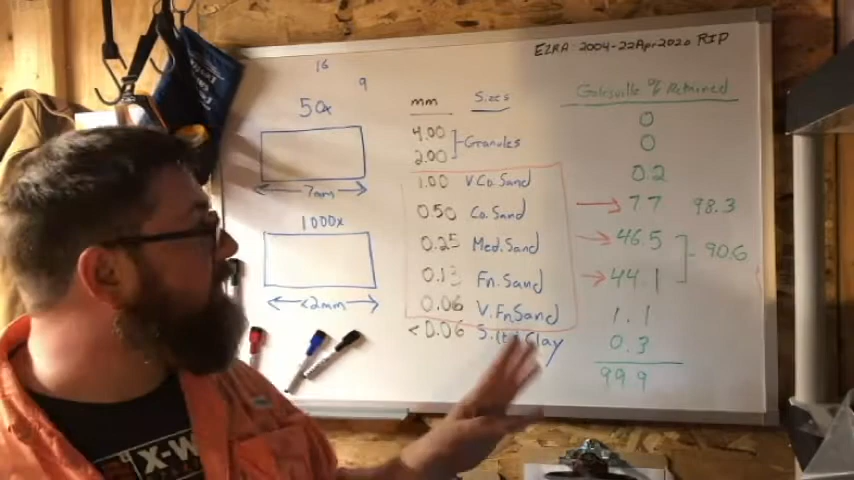 EZRA 2004-22Apr2020 RIP
16
9
50x
7mm
1000x
<2mm
mm Sizes
4.00
2.00 Granules
1.00 V Co. Sand
0.50 Co. Sand
0.25 Med. Sand
0.13 Fn. Sand
0.06 V. Fn Sand
<0.06 Silt Clay
Galesville % Retained
0
0
0.2
7.7 98.3
46.5
44.1 90.6
1.1
0.3
99.9
X-W